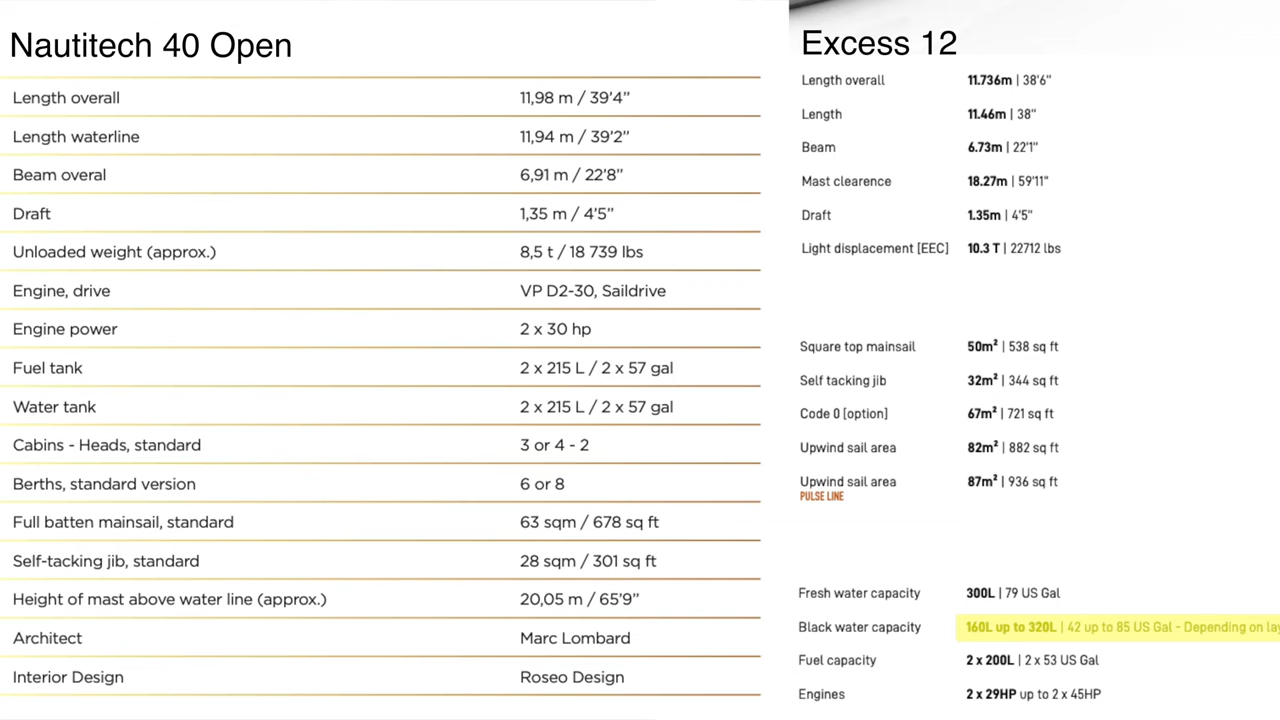 Nautitech 40 Open
Length overall 11,98 m / 39'4”
Length waterline 11,94 m / 39'2”
Beam overal 6,91 m / 22'8”
Draft 1,35 m / 4'5”
Unloaded weight (approx.) 8,5 t / 18 739 lbs
Engine, drive VP D2-30, Saildrive
Engine power 2 x 30 hp
Fuel tank 2 x 215 L / 2 x 57 gal
Water tank 2 x 215 L / 2 x 57 gal
Cabins - Heads, standard 3 or 4 - 2
Berths, standard version 6 or 8
Full batten mainsail, standard 63 sqm / 678 sq ft
Self-tacking jib, standard 28 sqm / 301 sq ft
Height of mast above water line (approx.) 20,05 m / 65'9”
Architect Marc Lombard
Interior Design Roseo Design
Excess 12
Length overall 11.736m | 38'6"
Length 11.46m | 38"
Beam 6.73m | 22'1"
Mast clearence 18.27m | 59'11"
Draft 1.35m | 4'5"
Light displacement [EEC] 10.3 T | 22712 lbs
Square top mainsail 50m² | 538 sq ft
Self tacking jib 32m² | 344 sq ft
Code 0 [option] 67m² | 721 sq ft
Upwind sail area 82m² | 882 sq ft
Upwind sail area 87m² | 936 sq ft
PULSE LINE
Fresh water capacity 300L | 79 US Gal
Black water capacity 160L up to 320L | 42 up to 85 US Gal - Depending on lay
Fuel capacity 2 x 200L | 2 x 53 US Gal
Engines 2 x 29HP up to 2 x 45HP